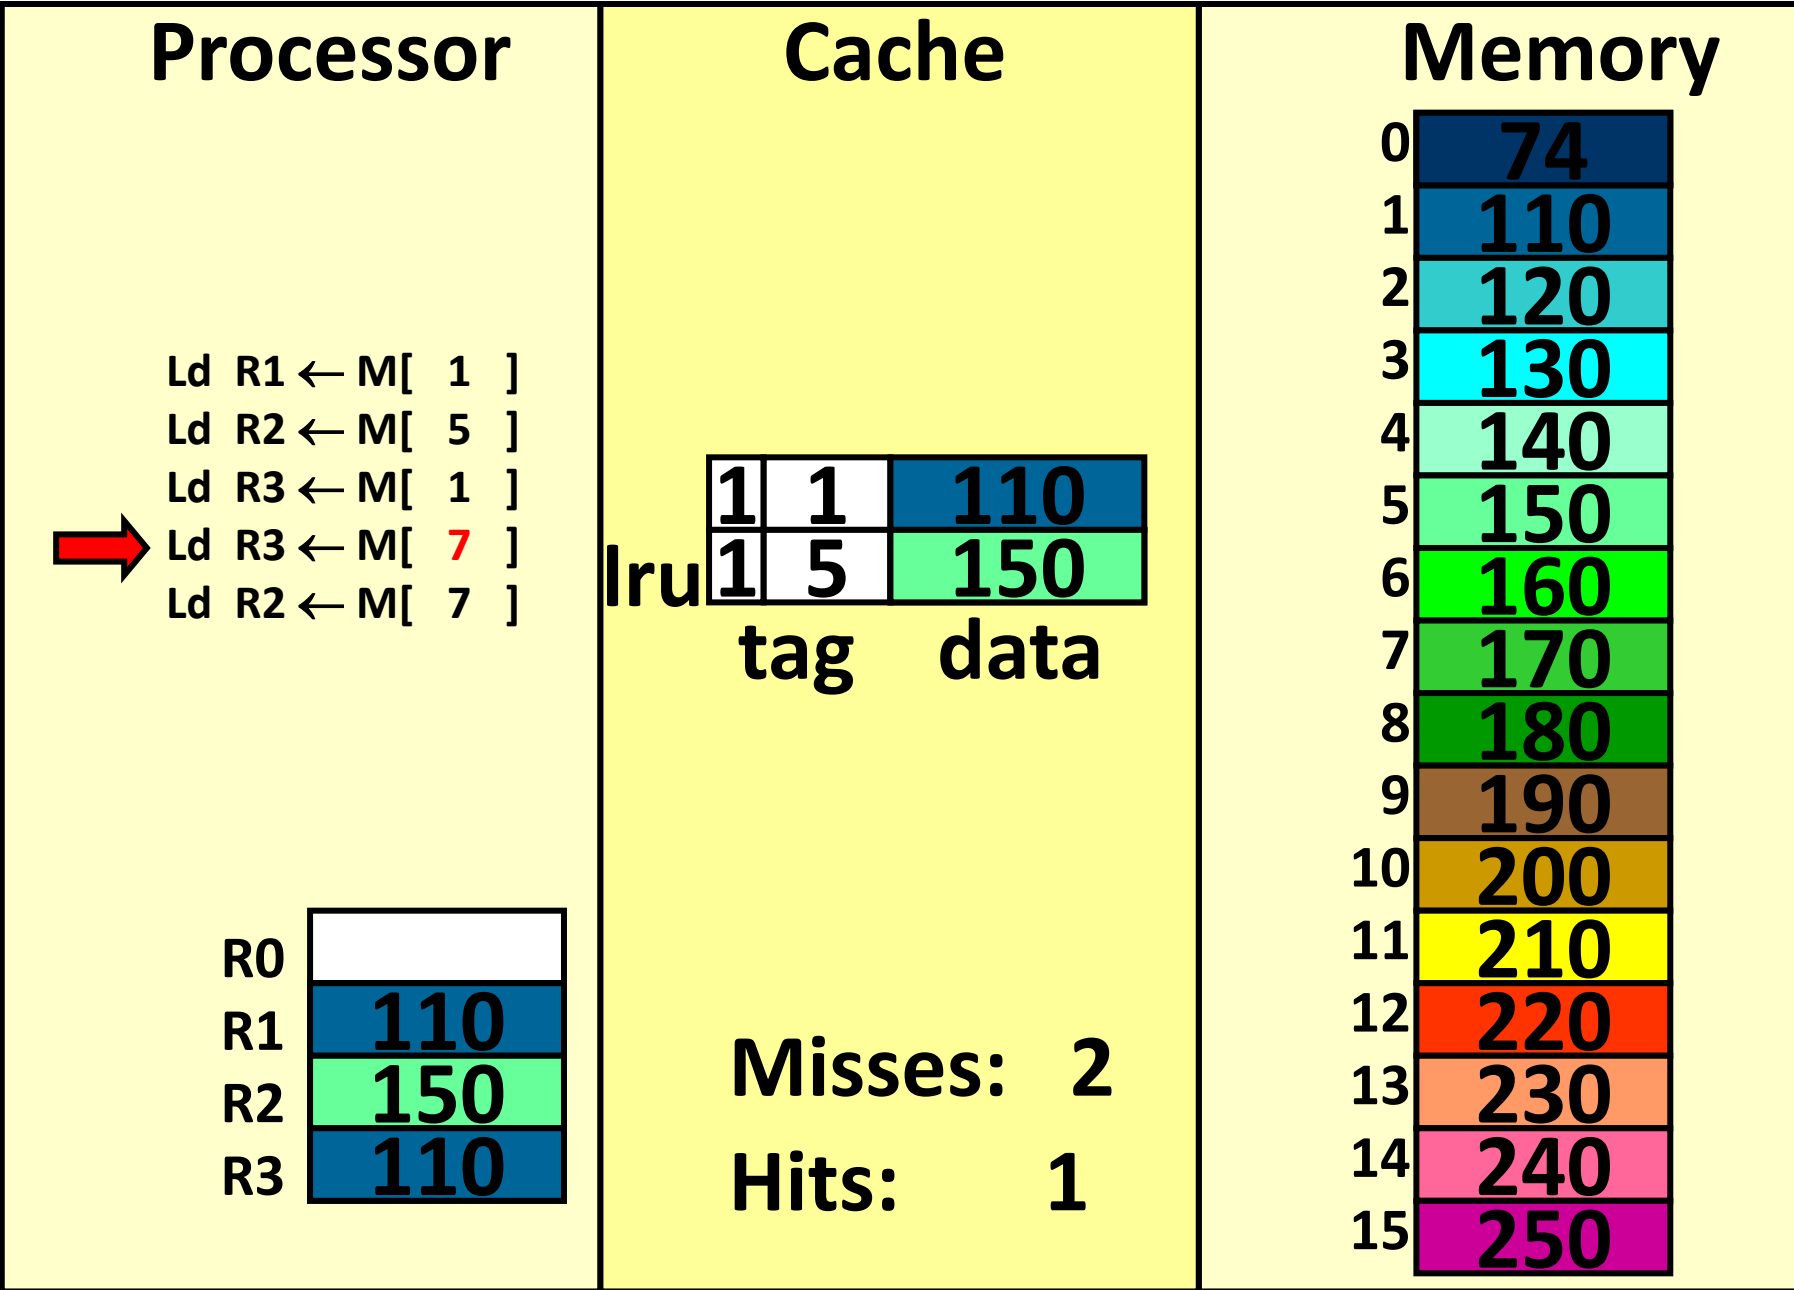 Processor
Ld R1 ← M[ 1 ]
Ld R2 ← M[ 5 ]
Ld R3 ← M[ 1 ]
Ld R3 ← M[ 7 ]
Ld R2 ← M[ 7 ]
R0
R1 110
R2 150
R3 110
Cache
1 1 110
lru 1 5 150
tag data
Misses: 2
Hits: 1
Memory
0 74
1 110
2 120
3 130
4 140
5 150
6 160
7 170
8 180
9 190
10 200
11 210
12 220
13 230
14 240
15 250